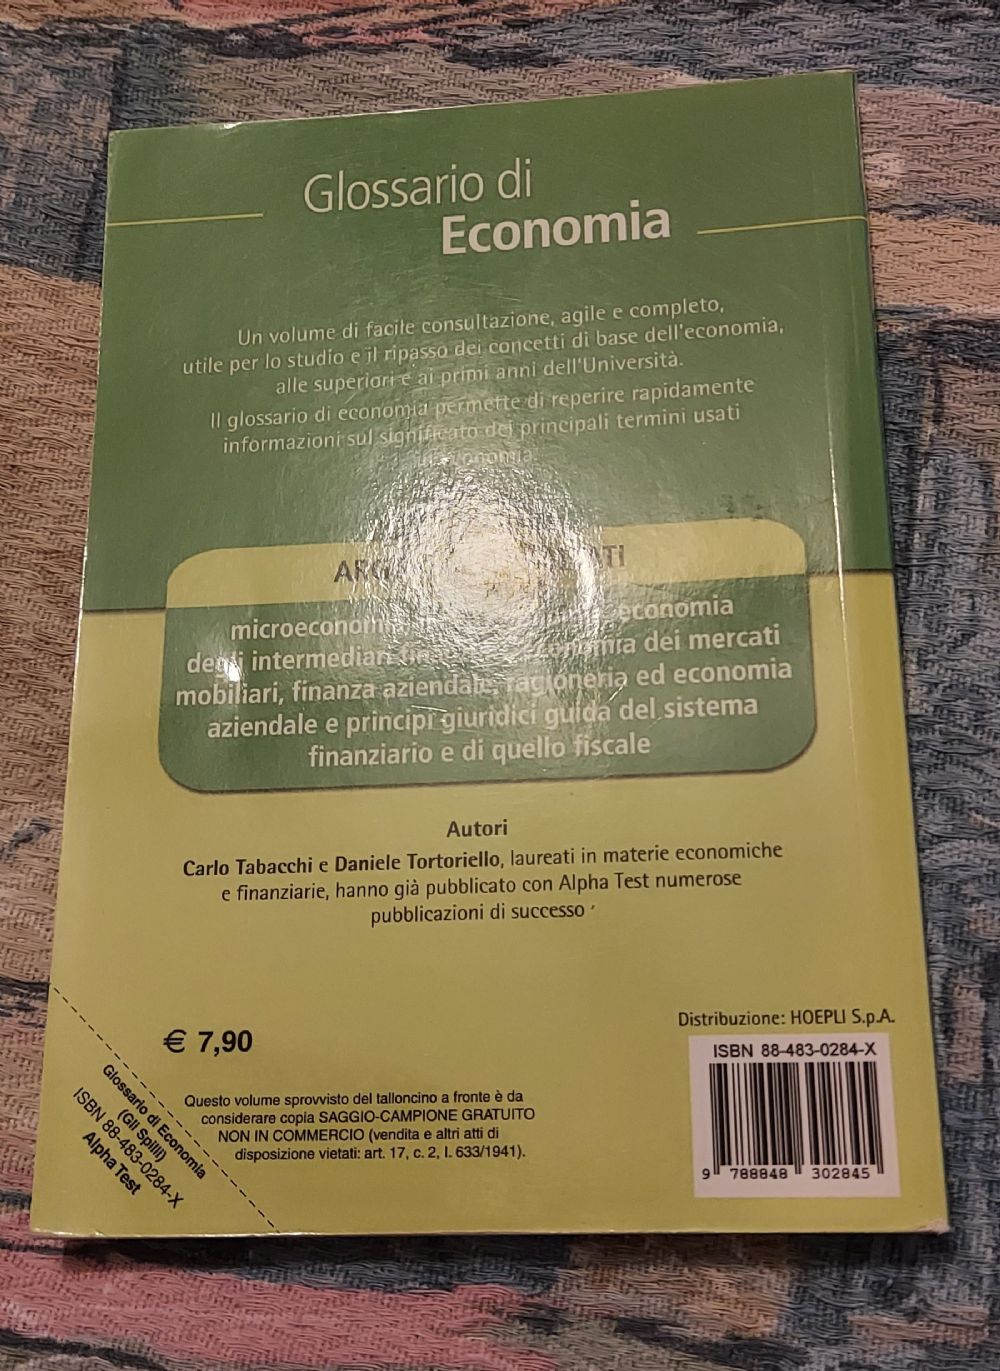 Glossario di
Economia
Un volume di facile consultazione, agile e completo,
utile per lo studio e il ripasso dei concetti di base dell'economia,
alle superiori e ai primi anni dell'Università.
Il glossario di economia permette di reperire rapidamente
informazioni sul significato dei principali termini usati
economia
degli intermediari economia dei mercati
mobiliari, finanza aziendale, ragioneria ed economia
aziendale e principi giuridici guida del sistema
finanziario e di quello fiscale
Autori
Carlo Tabacchi e Daniele Tortoriello, laureati in materie economiche
e finanziarie, hanno già pubblicato con Alpha Test numerose
pubblicazioni di successo
Distribuzione: HOEPLI S.p.A.
€ 7,90
ISBN 88-483-0284-X
9 788848 302845
Questo volume sprovvisto del talloncino a fronte è da
considerare copia SAGGIO-CAMPIONE GRATUITO
NON IN COMMERCIO (vendita e altri atti di
disposizione vietati: art. 17, c. 2, l. 633/1941).
Glossario di Economia
(Gli Spilli)
ISBN 88-483-0284-X
Alpha Test